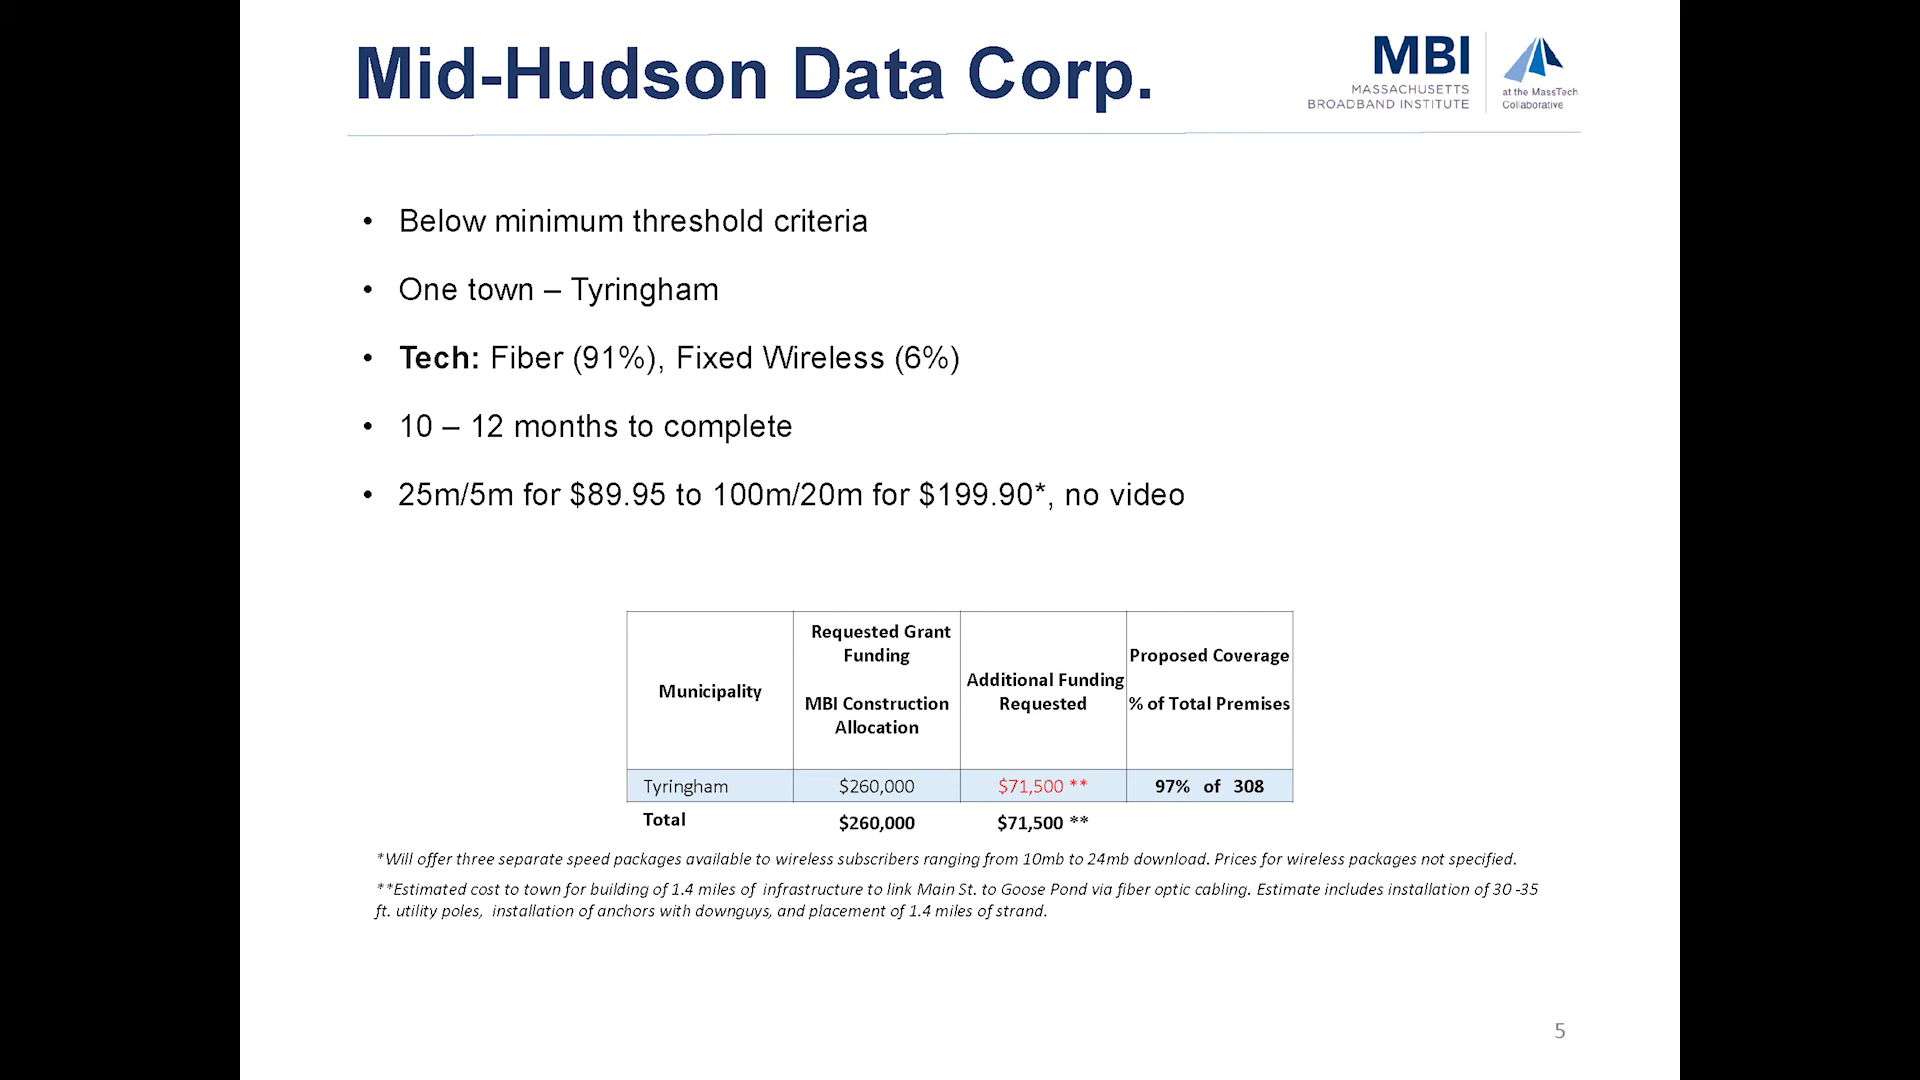 Mid-Hudson Data Corp.
MBI
MASSACHUSETTS
BROADBAND INSTITUTE
at the MassTech
Collaborative
• Below minimum threshold criteria
• One town – Tyringham
• Tech: Fiber (91%), Fixed Wireless (6%)
• 10 – 12 months to complete
• 25m/5m for $89.95 to 100m/20m for $199.90*, no video
Municipality
Requested Grant
Funding
MBI Construction
Allocation
Additional Funding
Requested
Proposed Coverage
% of Total Premises
Tyringham $260,000 $71,500 ** 97% of 308
Total $260,000 $71,500 **
*Will offer three separate speed packages available to wireless subscribers ranging from 10mb to 24mb download. Prices for wireless packages not specified.
**Estimated cost to town for building of 1.4 miles of infrastructure to link Main St. to Goose Pond via fiber optic cabling. Estimate includes installation of 30 -35
ft. utility poles, installation of anchors with downguys, and placement of 1.4 miles of strand.
5